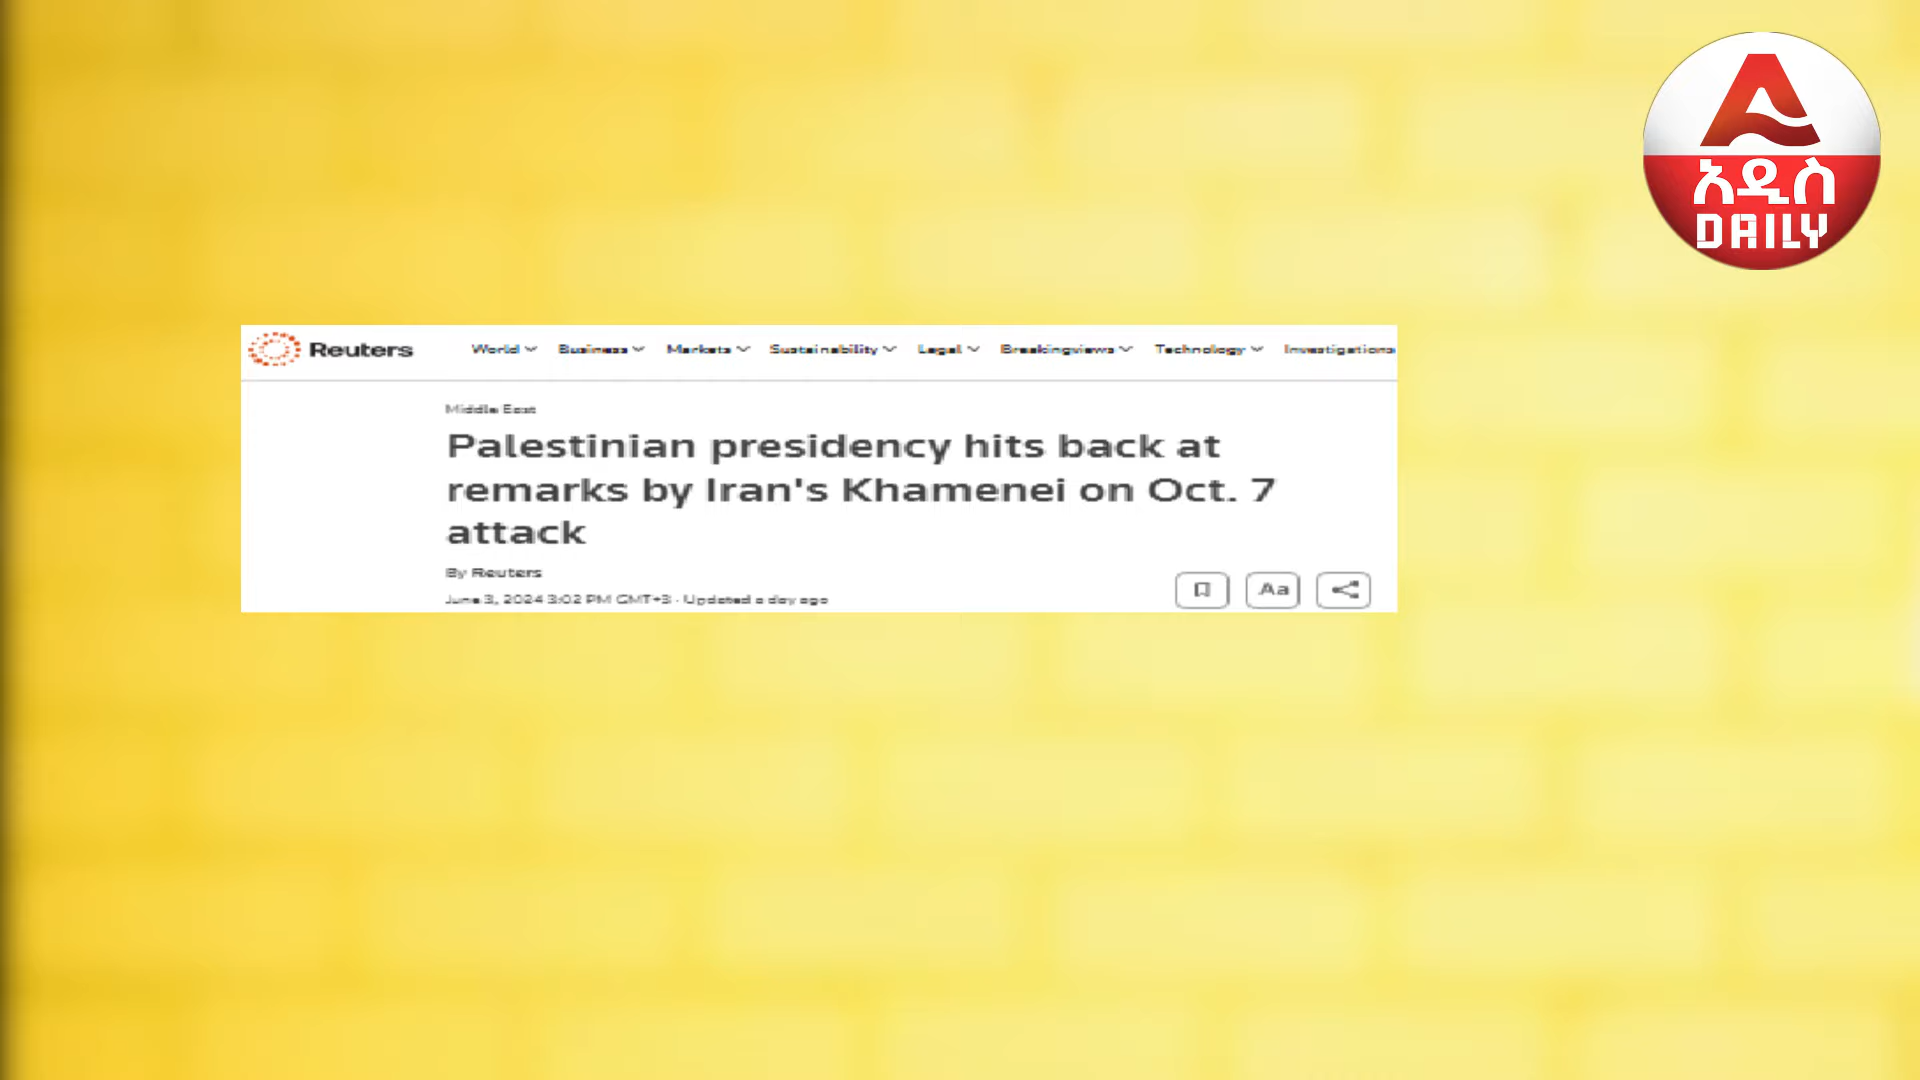 አዲስ
DAILY
Reuters World Business Markets Sustainability Legal Breakingviews Technology Investigations
Middle East
Palestinian presidency hits back at
remarks by Iran's Khamenei on Oct. 7
attack
By Reuters
June 3, 2024 3:02 PM GMT+3 · Updated a day ago
Aa